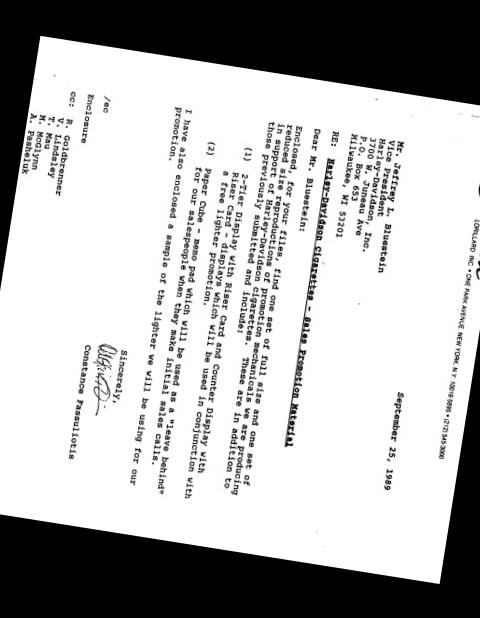 LORILLARD INC • ONE PARK AVENUE NEW YORK, N.Y. 10016-5895 • (212) 545-3000
September 25, 1989
Mr. Jeffrey L. Bluestein
Vice President
Harley-Davidson, Inc.
3700 W. Juneau Ave
P.O. Box 653
Milwaukee, WI 53201
RE: Harley-Davidson Cigarettes - Sales Promotion Material
Dear Mr. Bluestein:
Enclosed, for your files, find one set of full size and one set of
reduced size reproductions of promotion mechanicals we are producing
in support of Harley-Davidson cigarettes. These are in addition to
those previously submitted and include:
(1) 2-Tier Display with Riser Card and Counter Display with
Riser Card - displays which will be used in conjunction with
a free lighter promotion.
(2) Paper Cube - memo pad which will be used as a "leave behind"
for our salespeople when they make initial sales calls.
I have also enclosed a sample of the lighter we will be using for our
promotion.
Sincerely,
Constance Fassuliotis
/ec
Enclosure
cc: R. Goldbrenner
V. Lindsley
T. Mau
M. McGlynn
A. Pasheluk